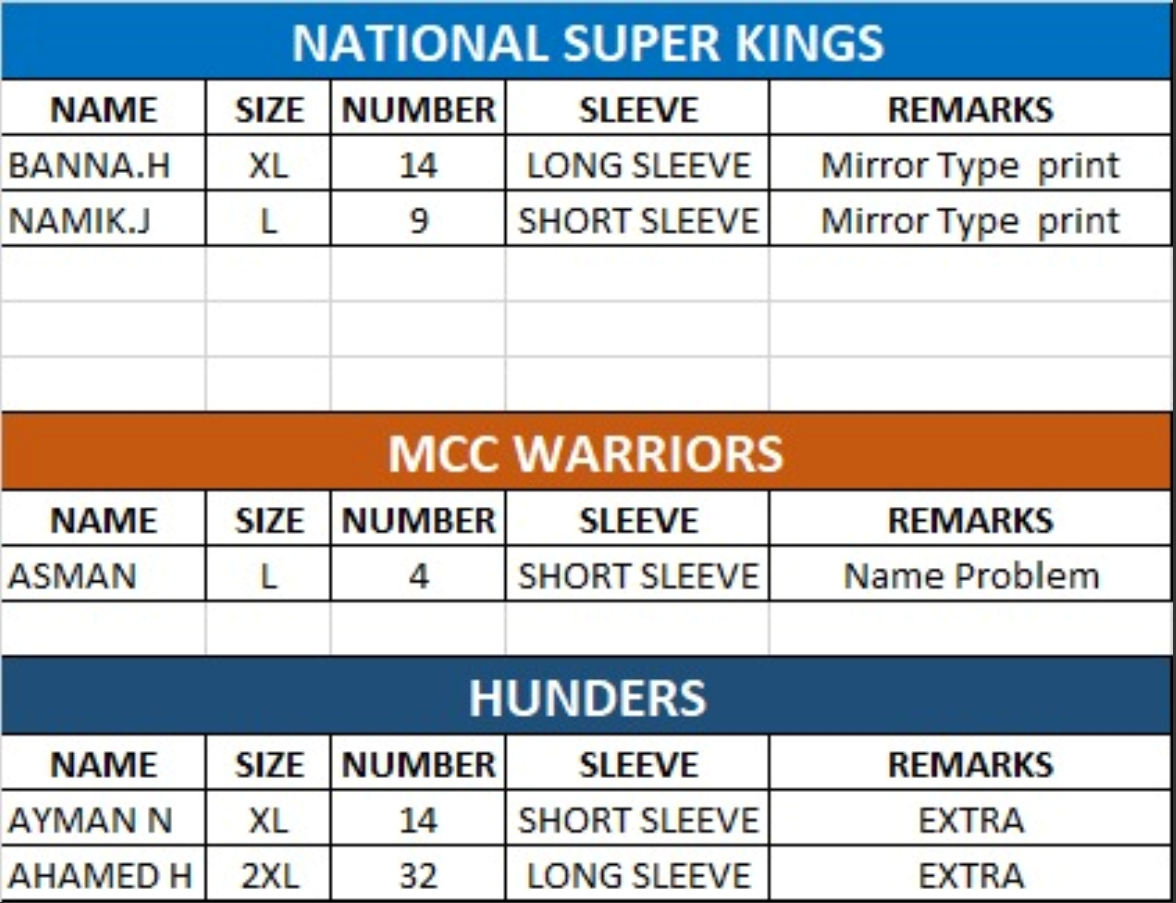 NATIONAL SUPER KINGS
NAME SIZE NUMBER SLEEVE REMARKS
BANNA.H XL 14 LONG SLEEVE Mirror Type  print
NAMIK.J L 9 SHORT SLEEVE Mirror Type  print
MCC WARRIORS
NAME SIZE NUMBER SLEEVE REMARKS
ASMAN L 4 SHORT SLEEVE Name Problem
HUNDERS
NAME SIZE NUMBER SLEEVE REMARKS
AYMAN N XL 14 SHORT SLEEVE EXTRA
AHAMED H 2XL 32 LONG SLEEVE EXTRA